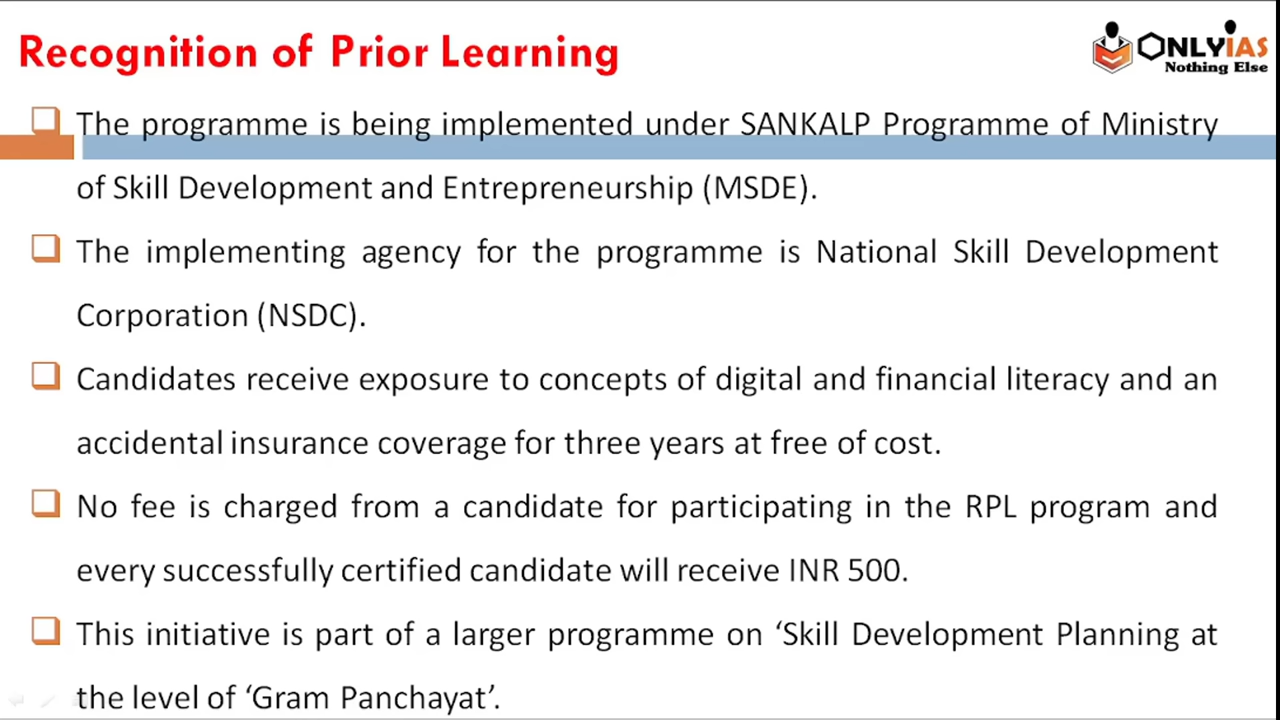 Recognition of Prior Learning
ONLYIAS
Nothing Else
The programme is being implemented under SANKALP Programme of Ministry
of Skill Development and Entrepreneurship (MSDE).
The implementing agency for the programme is National Skill Development
Corporation (NSDC).
Candidates receive exposure to concepts of digital and financial literacy and an
accidental insurance coverage for three years at free of cost.
No fee is charged from a candidate for participating in the RPL program and
every successfully certified candidate will receive INR 500.
This initiative is part of a larger programme on ‘Skill Development Planning at
the level of ‘Gram Panchayat’.